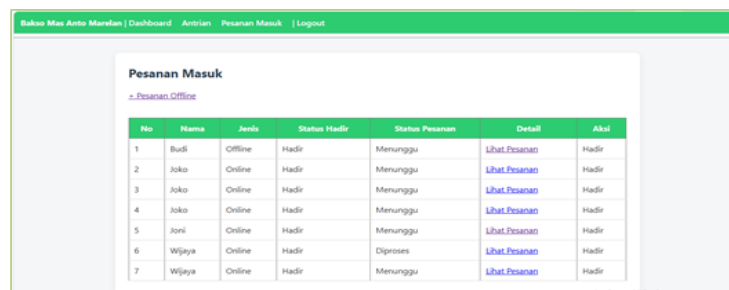 Bakso Mas Anto Marelan | Dashboard Antrian Pesanan Masuk | Logout
Pesanan Masuk
+ Pesanan Offline
No Nama Jenis Status Hadir Status Pesanan Detail Aksi
1 Budi Offline Hadir Menunggu Lihat Pesanan Hadir
2 Joko Online Hadir Menunggu Lihat Pesanan Hadir
3 Joko Online Hadir Menunggu Lihat Pesanan Hadir
4 Joko Online Hadir Menunggu Lihat Pesanan Hadir
5 Joni Online Hadir Menunggu Lihat Pesanan Hadir
6 Wijaya Online Hadir Diproses Lihat Pesanan Hadir
7 Wijaya Online Hadir Menunggu Lihat Pesanan Hadir